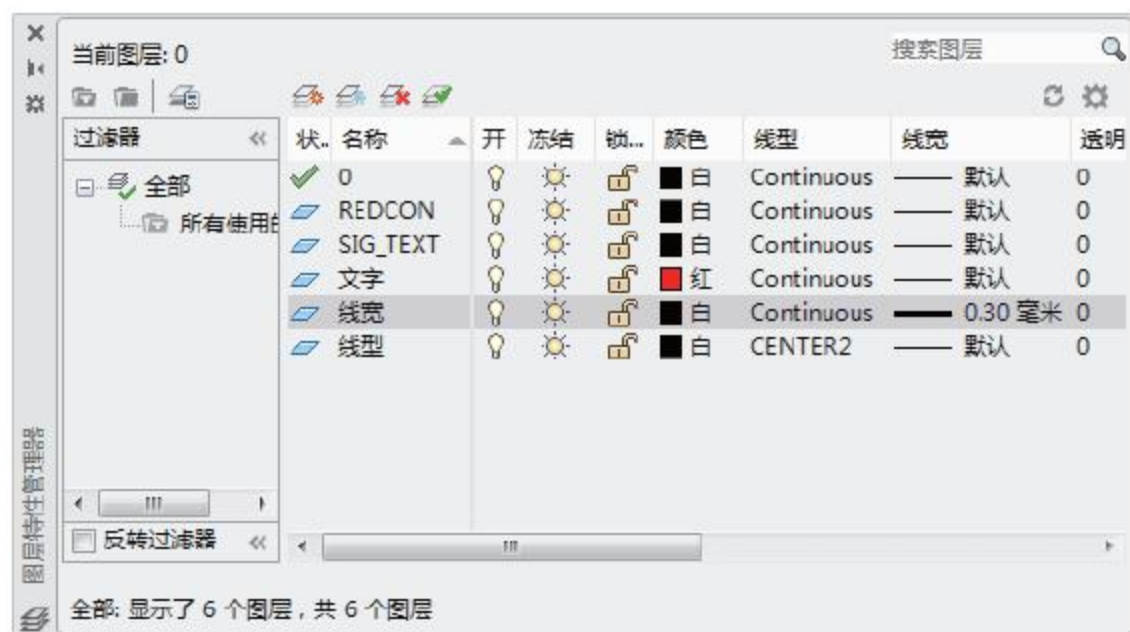 当前图层: 0
搜索图层
过滤器
全部
所有使用的
反转过滤器
状.. 名称 开 冻结 锁... 颜色 线型 线宽 透明
0 白 Continuous 默认 0
REDCON 白 Continuous 默认 0
SIG_TEXT 白 Continuous 默认 0
文字 红 Continuous 默认 0
线宽 白 Continuous 0.30 毫米 0
线型 白 CENTER2 默认 0
图层特性管理器
全部: 显示了 6 个图层 , 共 6 个图层